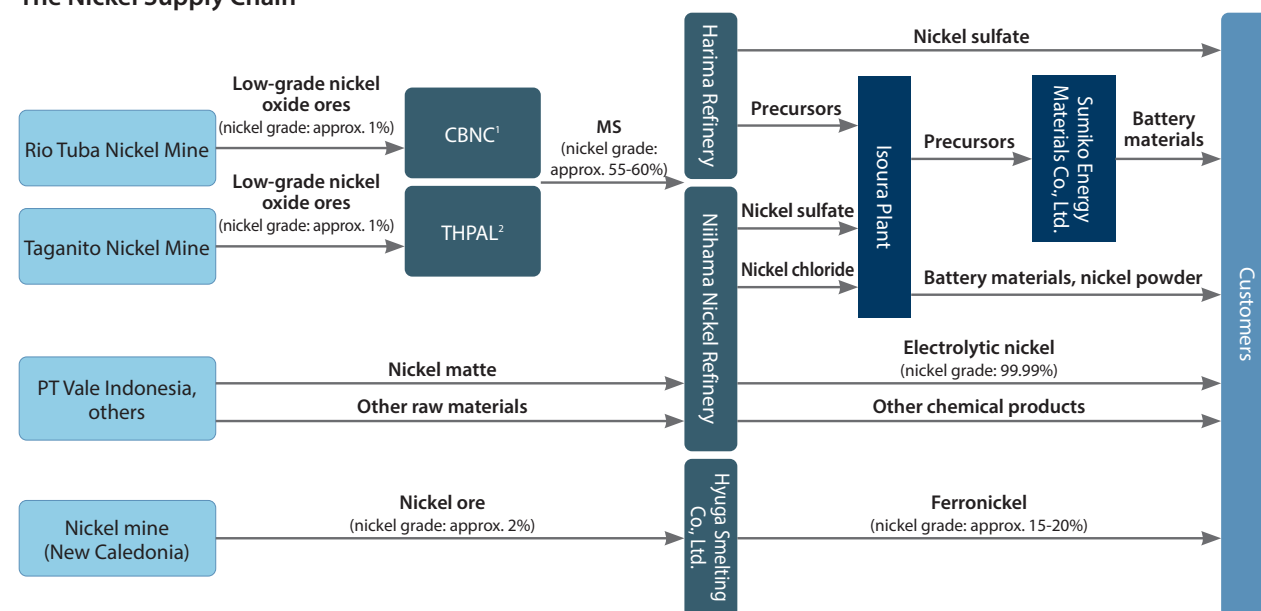 The Nickel Supply Chain
Low-grade nickel
oxide ores
(nickel grade: approx. 1%)
Rio Tuba Nickel Mine
CBNC1
Low-grade nickel
oxide ores
(nickel grade: approx. 1%)
Taganito Nickel Mine
THPAL2
MS
(nickel grade:
approx. 55-60%)
Harima Refinery
Nickel sulfate
Precursors
Isoura Plant
Precursors
Sumiko Energy
Materials Co., Ltd.
Battery
materials
Niihama Nickel Refinery
Nickel sulfate
Nickel chloride
Battery materials, nickel powder
Customers
PT Vale Indonesia,
others
Nickel matte
Other raw materials
Electrolytic nickel
(nickel grade: 99.99%)
Other chemical products
Nickel mine
(New Caledonia)
Nickel ore
(nickel grade: approx. 2%)
Hyuga Smelting
Co., Ltd.
Ferronickel
(nickel grade: approx. 15-20%)